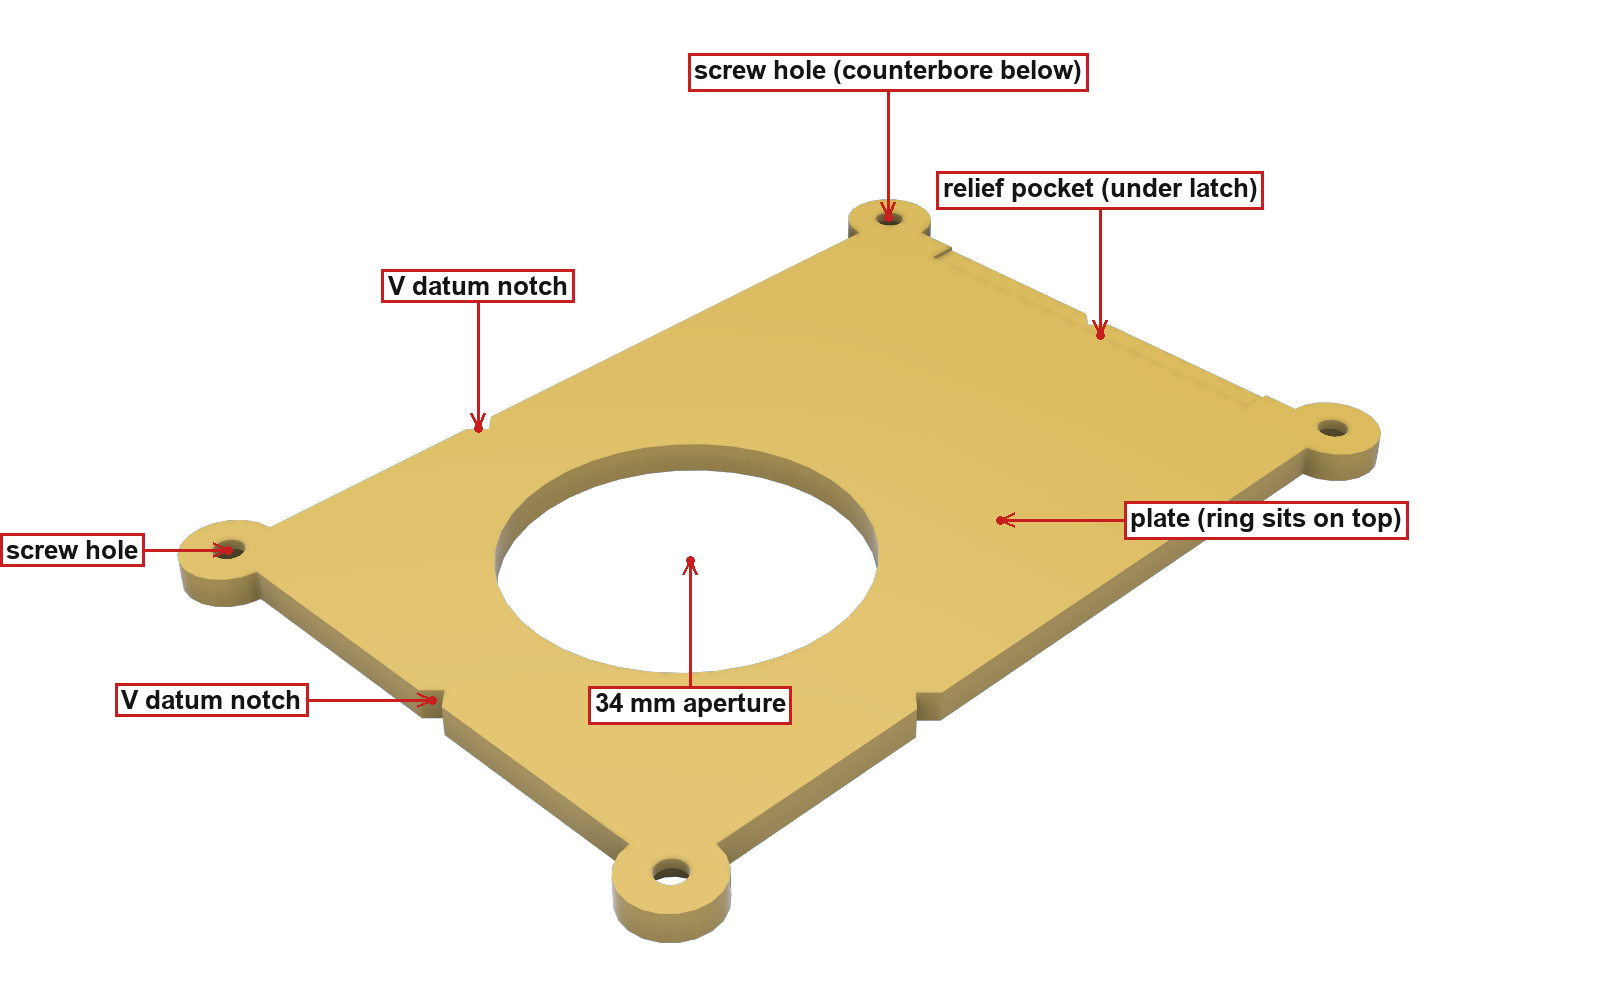 screw hole (counterbore below)
relief pocket (under latch)
V datum notch
plate (ring sits on top)
screw hole
V datum notch
34 mm aperture